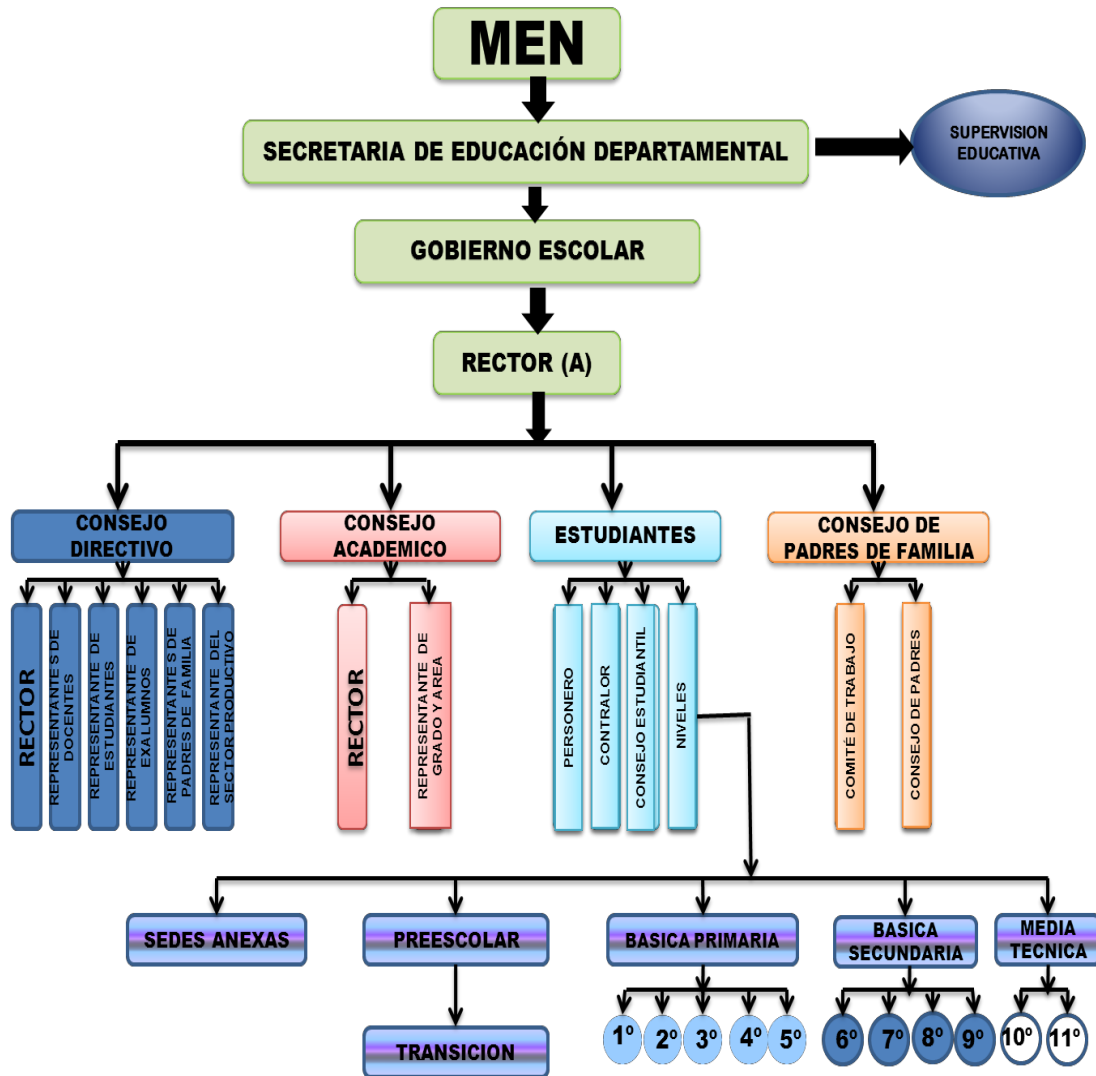 MEN
SECRETARIA DE EDUCACIÓN DEPARTAMENTAL
SUPERVISION
EDUCATIVA
GOBIERNO ESCOLAR
RECTOR (A)
CONSEJO
DIRECTIVO
CONSEJO
ACADEMICO
ESTUDIANTES
CONSEJO DE
PADRES DE FAMILIA
RECTOR
REPRESENTANTES DE
DOCENTES
REPRESENTANTE DE
ESTUDIANTES
REPRESENTANTE DE
EXALUMNOS
REPRESENTANTES DE
PADRES DE FAMILIA
REPRESENTANTE DEL
SECTOR PRODUCTIVO
RECTOR
REPRESENTANTE DE
GRADO Y AREA
PERSONERO
CONTRALOR
CONSEJO ESTUDIANTIL
NIVELES
COMITÉ DE TRABAJO
CONSEJO DE PADRES
SEDES ANEXAS
PREESCOLAR
BASICA PRIMARIA
BASICA
SECUNDARIA
MEDIA
TECNICA
1º
2º
3º
4º
5º
6º
7º
8º
9º
10º
11º
TRANSICION